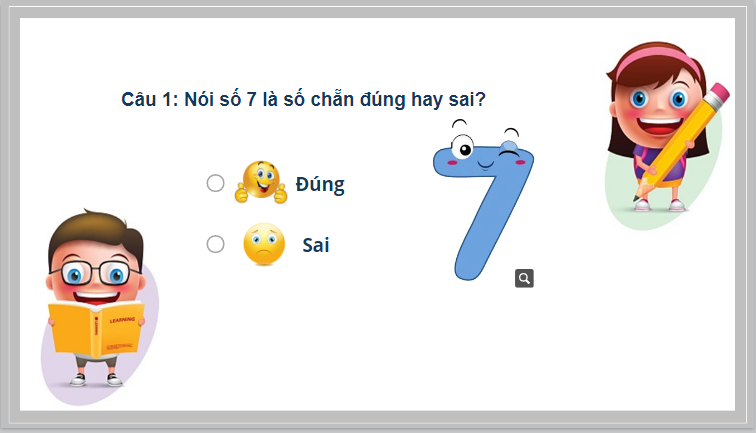 Câu 1: Nói số 7 là số chẵn đúng hay sai?
Đúng
7
Sai
LEARNING